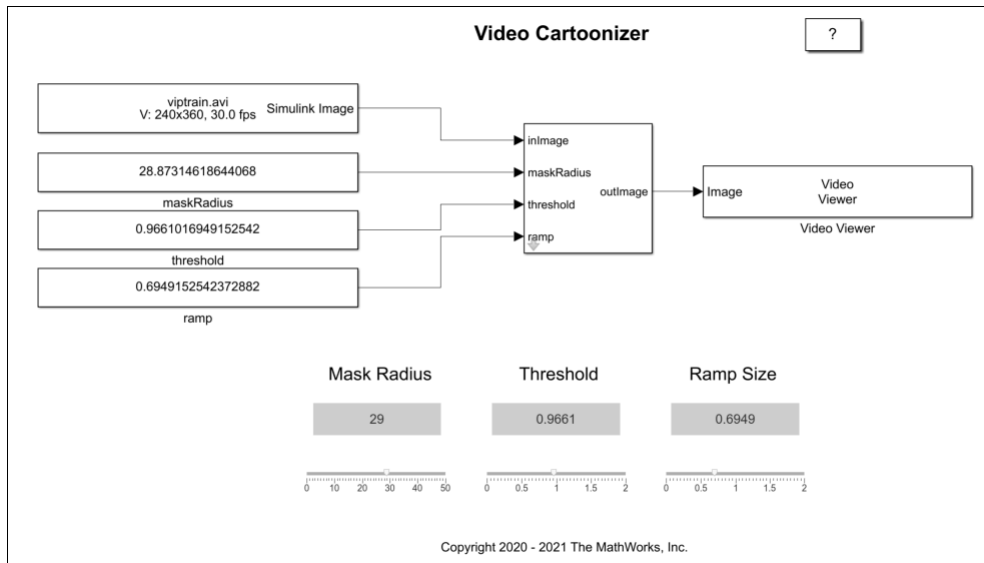 Video Cartoonizer
?
viptrain.avi
V: 240x360, 30.0 fps
Simulink Image
28.87314618644068
maskRadius
0.9661016949152542
threshold
0.6949152542372882
ramp
inImage
maskRadius
threshold
ramp
outImage
Image
Video
Viewer
Video Viewer
Mask Radius
Threshold
Ramp Size
29
0.9661
0.6949
0 10 20 30 40 50
0 0.5 1 1.5 2
0 0.5 1 1.5 2
Copyright 2020 - 2021 The MathWorks, Inc.